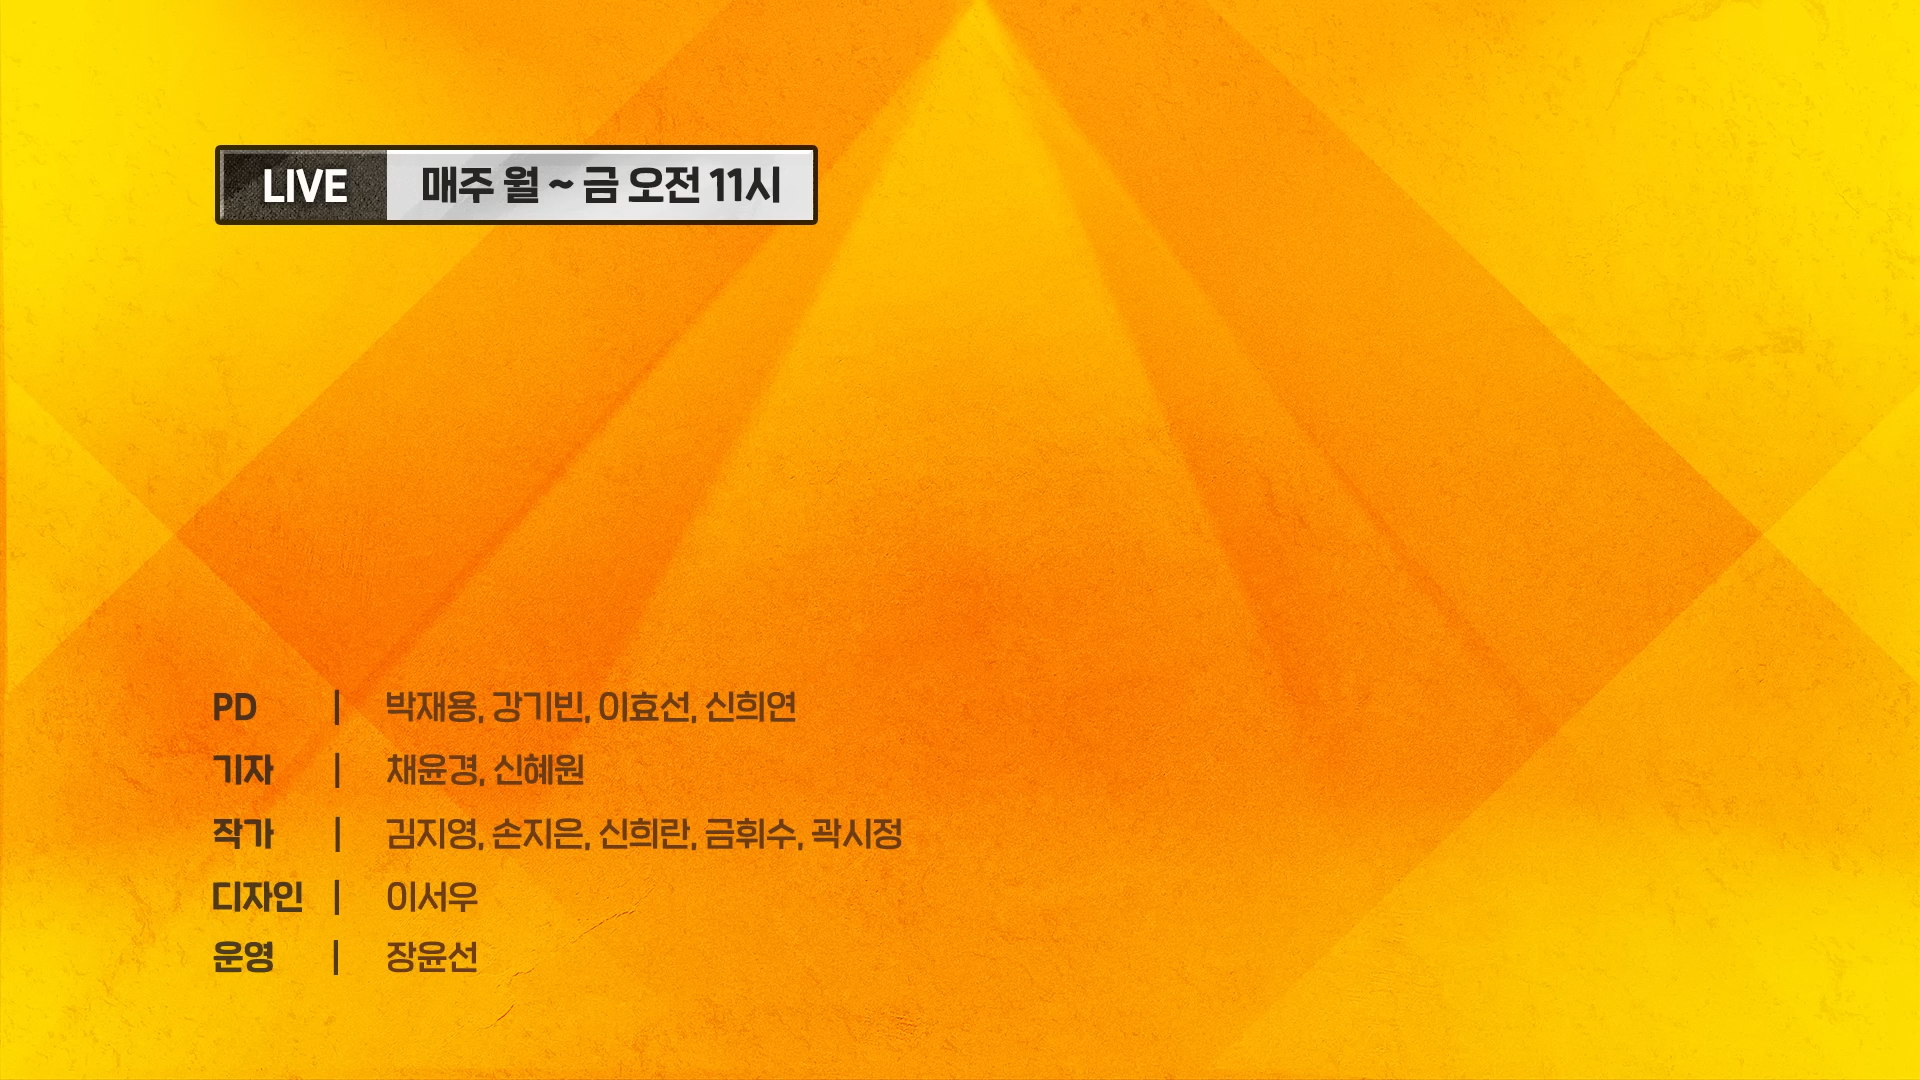 LIVE 매주 월 ~ 금 오전 11시
PD | 박재용, 강기빈, 이효선, 신희연
기자 | 채윤경, 신혜원
작가 | 김지영, 손지은, 신희란, 금휘수, 곽시정
디자인 | 이서우
운영 | 장윤선